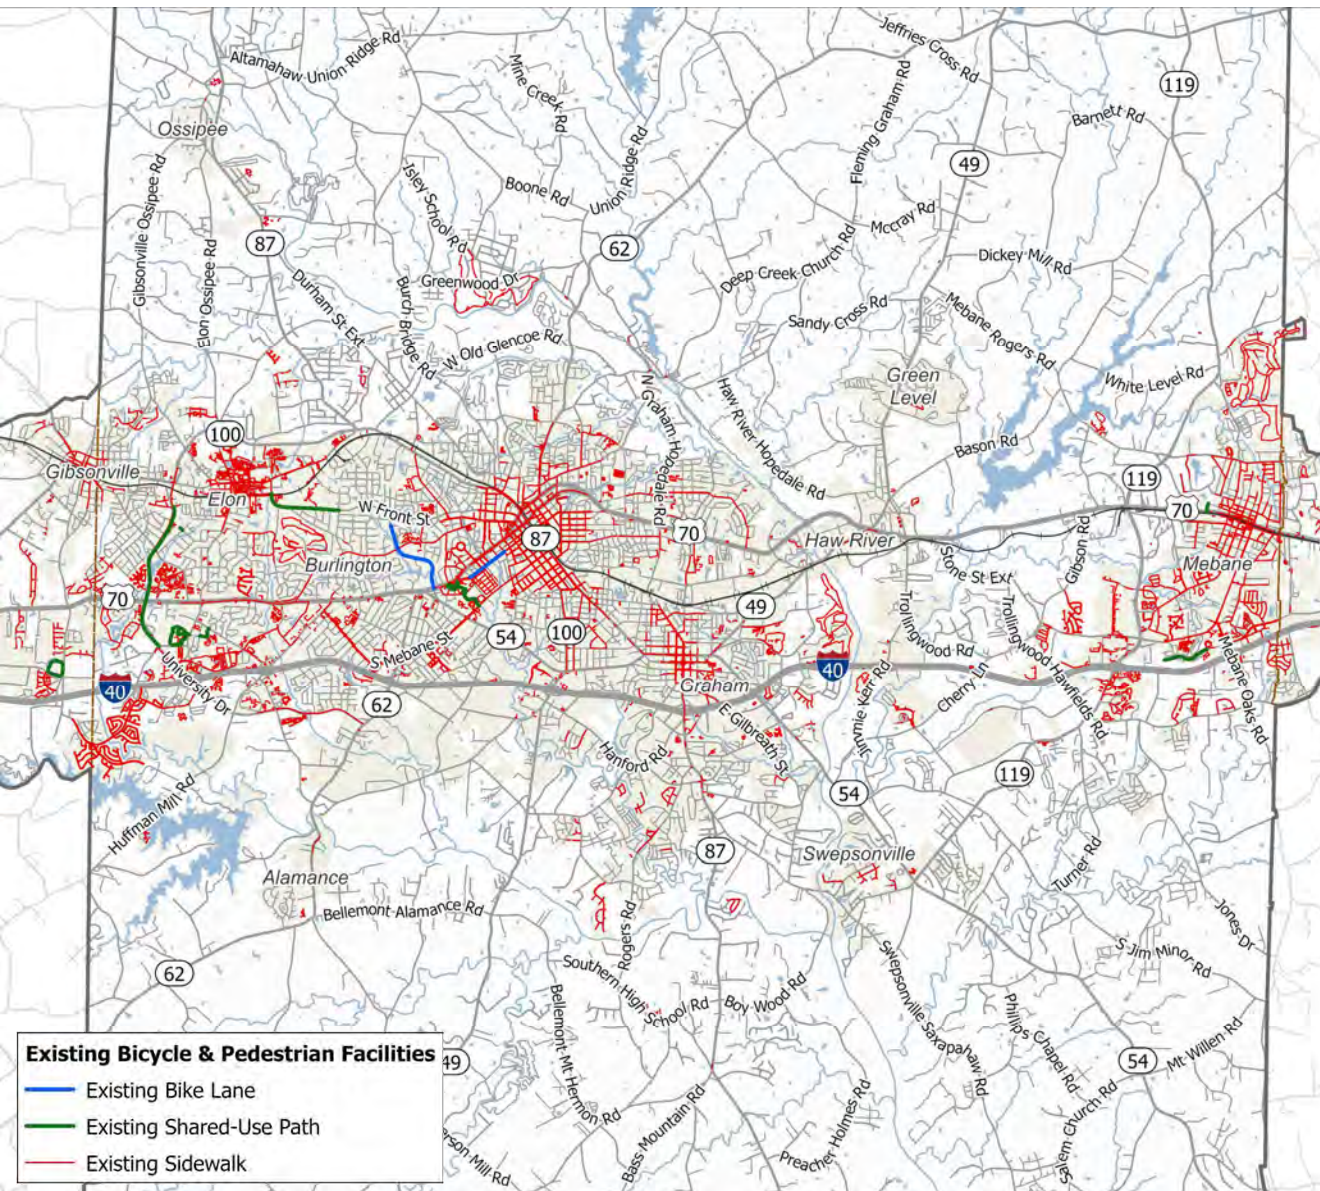 Jeffries Cross Rd
Altamahaw Union Ridge Rd
Mine Creek Rd
Fleming Graham Rd
119
Barnett Rd
Ossipee
Union Ridge Rd
49
Gibsonville Ossipee Rd
Isley School Rd
Boone Rd
Mccray Rd
87
62
Elon Ossipee Rd
Deep Creek Church Rd
Dickey Mill Rd
Durham St Ext
Burch Bridge Rd
Greenwood Dr
Sandy Cross Rd
Mebane Rogers Rd
W Old Glencoe Rd
N Graham Hopedale Rd
Haw River Hopedale Rd
Green
Level
White Level Rd
100
Bason Rd
Gibsonville
Elon
119
W Front St
70
70
87
Haw River
Gibson Rd
Burlington
Stone St Ext
Mebane
70
49
Trollingwood Rd
Trollingwood Hawfields Rd
54
100
S Mebane St
Mebane Oaks Rd
University Dr
40
40
Graham
Cherry Ln
62
Jimmie Kerr Rd
E Gilbreath St
Hanford Rd
119
Huffman Mill Rd
54
87
Swepsonville
Turner Rd
Alamance
Bellemont Alamance Rd
Rogers Rd
Jones Dr
S Jim Minor Rd
62
Southern High School Rd
Boy Wood Rd
Swepsonville Saxapahaw Rd
Phillips Chapel Rd
Bellemont Mt Hermon Rd
Mt Willen Rd
54
49
Bass Mountain Rd
Preacher Holmes Rd
Salem Church Rd
erson Mill Rd
Existing Bicycle & Pedestrian Facilities
Existing Bike Lane
Existing Shared-Use Path
Existing Sidewalk